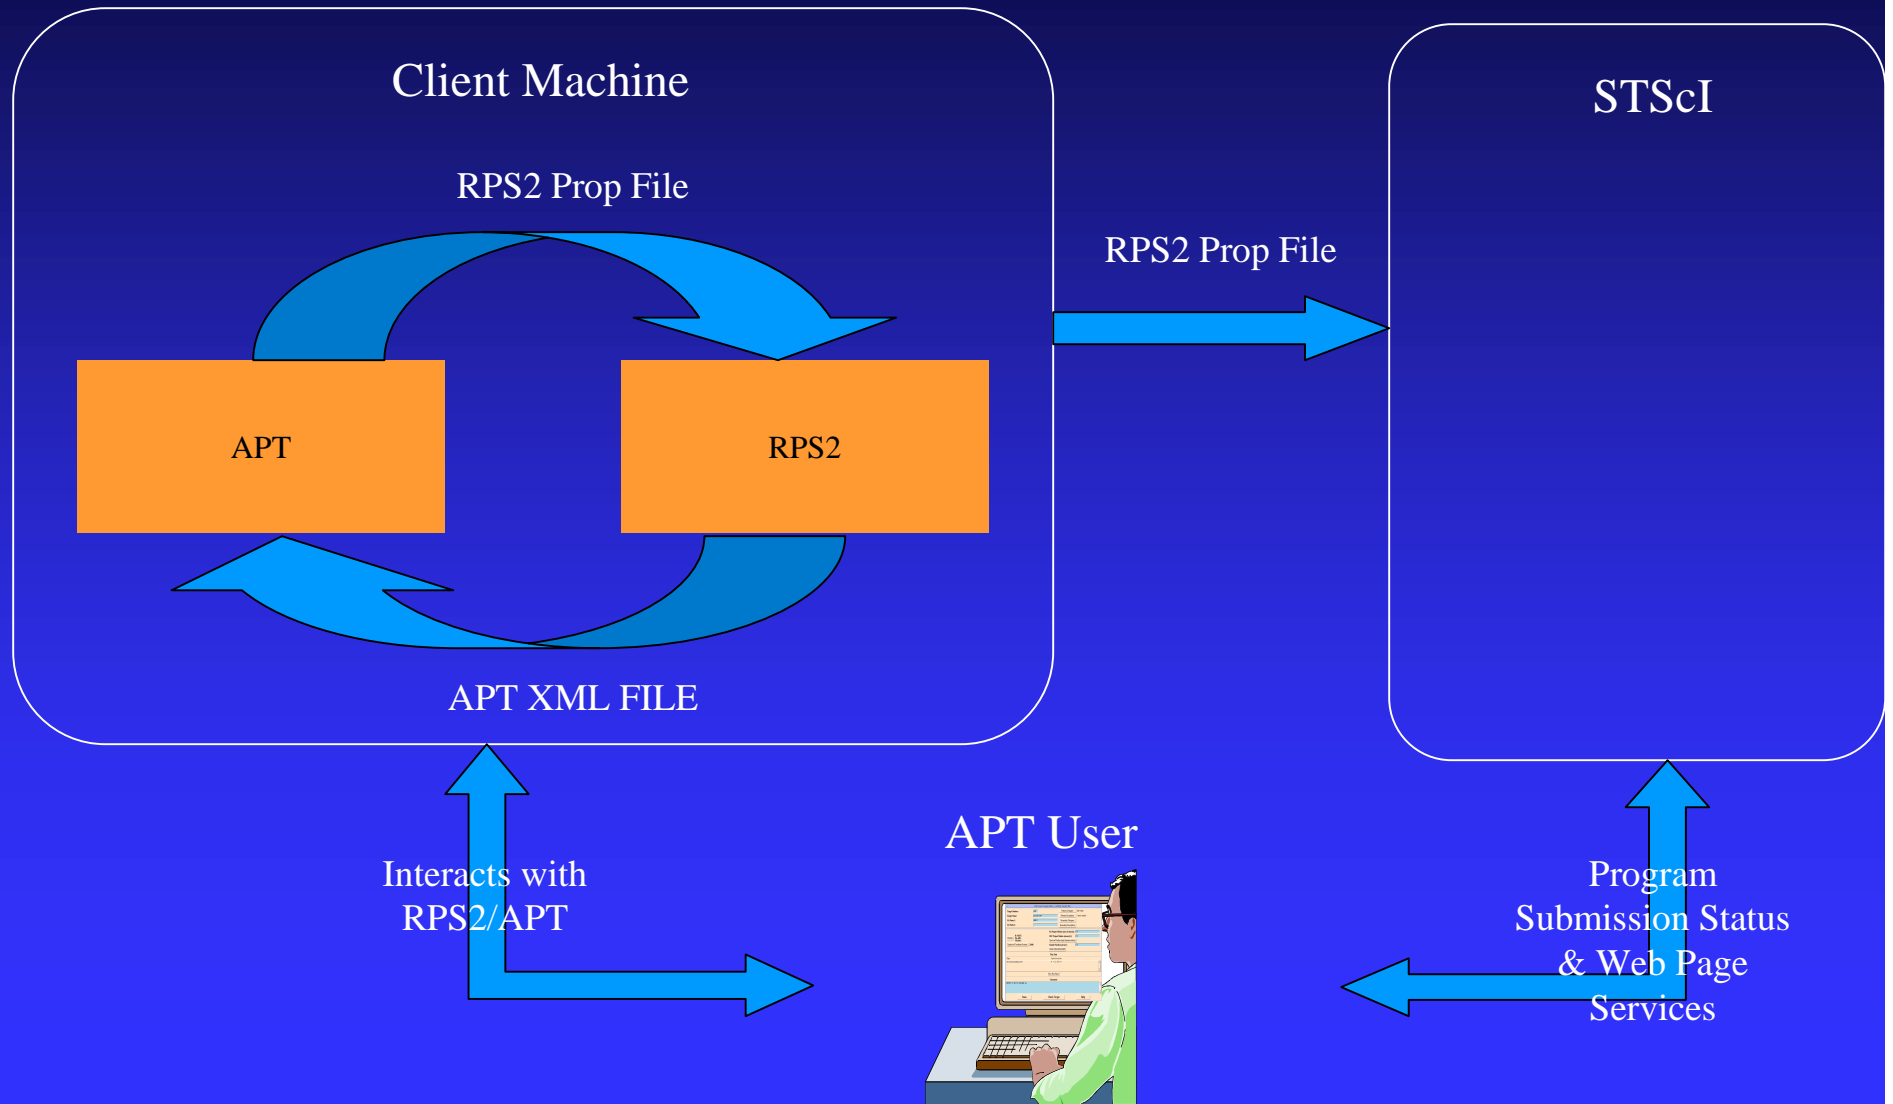 Client Machine
STScI
RPS2 Prop File
RPS2 Prop File
APT
RPS2
APT XML FILE
APT User
Interacts with
RPS2/APT
Program
Submission Status
& Web Page
Services